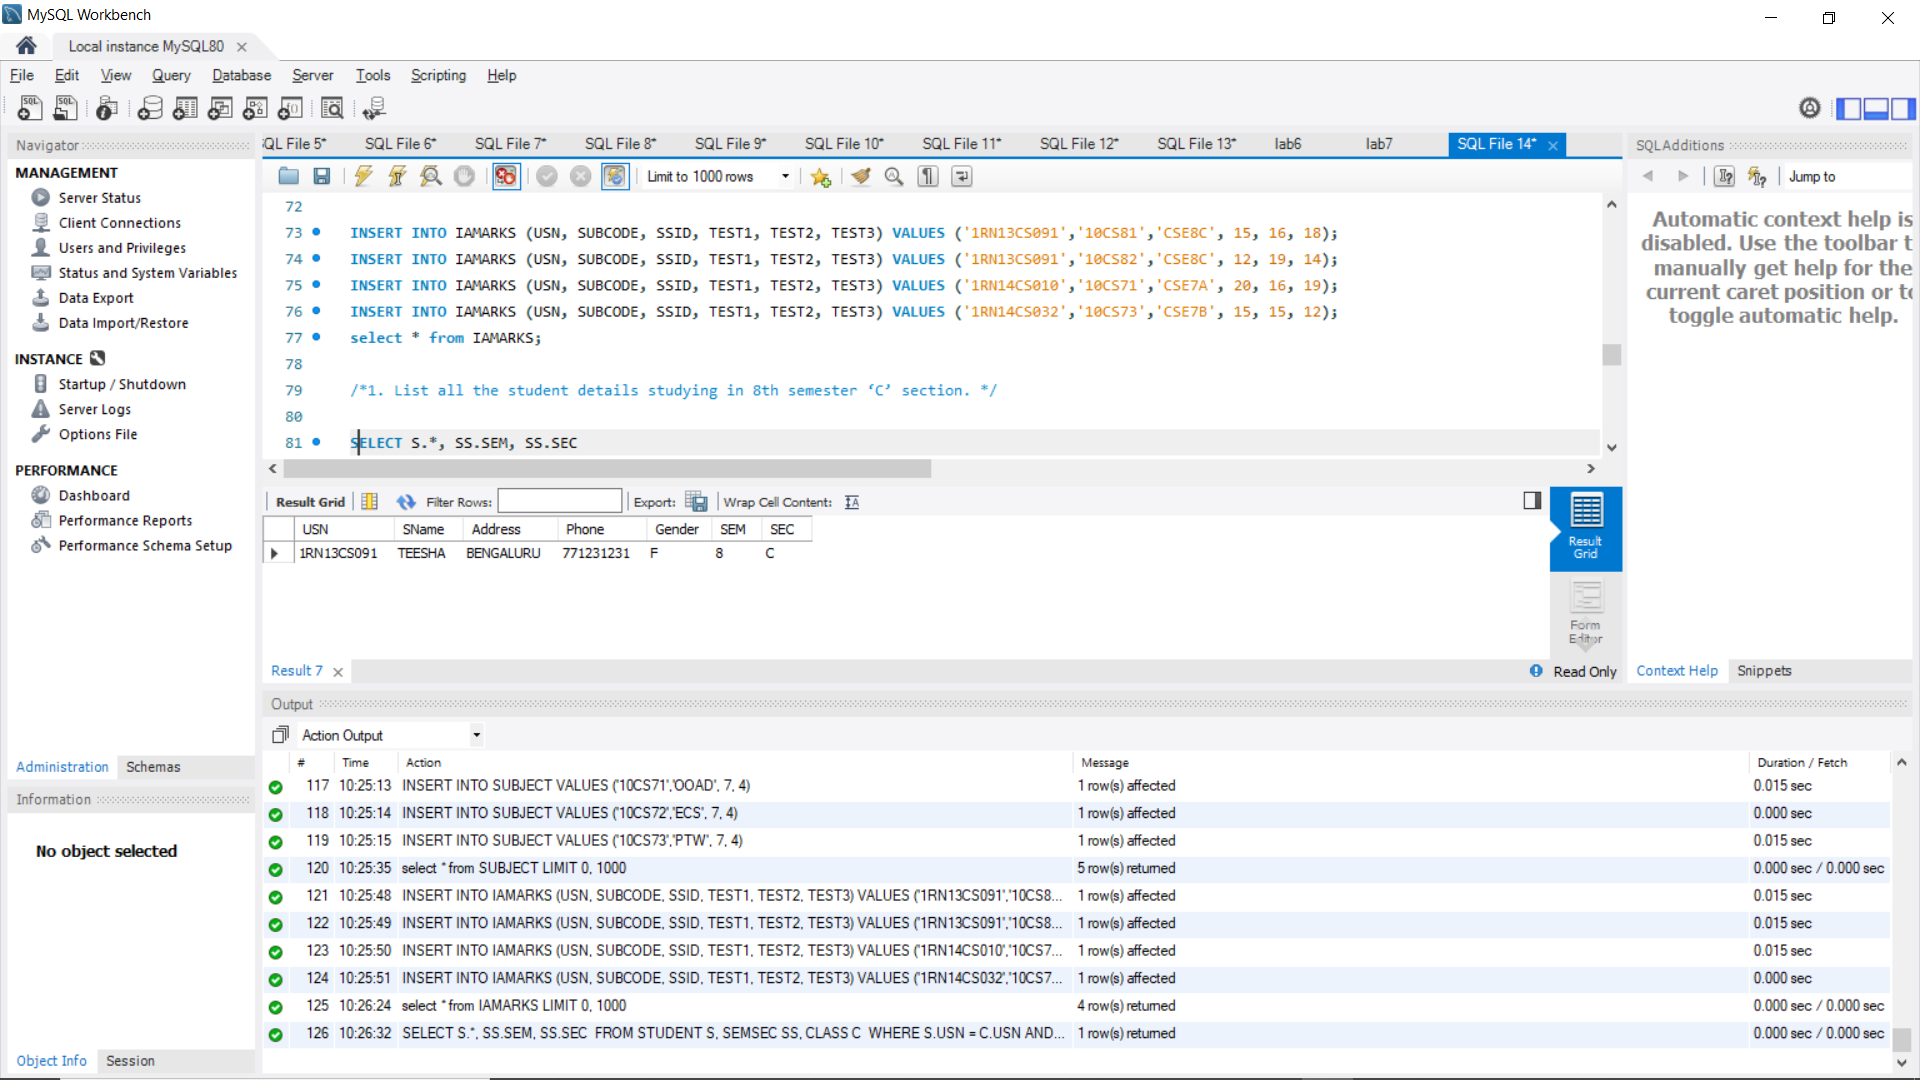 MySQL Workbench
Local instance MySQL80
File Edit View Query Database Server Tools Scripting Help
Navigator
MANAGEMENT
Server Status
Client Connections
Users and Privileges
Status and System Variables
Data Export
Data Import/Restore
INSTANCE
Startup / Shutdown
Server Logs
Options File
PERFORMANCE
Dashboard
Performance Reports
Performance Schema Setup
Administration Schemas
Information
No object selected
Object Info Session
SQL File 5* SQL File 6* SQL File 7* SQL File 8* SQL File 9* SQL File 10* SQL File 11* SQL File 12* SQL File 13* lab6 lab7 SQL File 14*
Limit to 1000 rows
72
73 INSERT INTO IAMARKS (USN, SUBCODE, SSID, TEST1, TEST2, TEST3) VALUES ('1RN13CS091','10CS81','CSE8C', 15, 16, 18);
74 INSERT INTO IAMARKS (USN, SUBCODE, SSID, TEST1, TEST2, TEST3) VALUES ('1RN13CS091','10CS82','CSE8C', 12, 19, 14);
75 INSERT INTO IAMARKS (USN, SUBCODE, SSID, TEST1, TEST2, TEST3) VALUES ('1RN14CS010','10CS71','CSE7A', 20, 16, 19);
76 INSERT INTO IAMARKS (USN, SUBCODE, SSID, TEST1, TEST2, TEST3) VALUES ('1RN14CS032','10CS73','CSE7B', 15, 15, 12);
77 select * from IAMARKS;
78
79 /*1. List all the student details studying in 8th semester ‘C’ section. */
80
81 SELECT S.*, SS.SEM, SS.SEC
Result Grid Filter Rows: Export: Wrap Cell Content:
USN SName Address Phone Gender SEM SEC
1RN13CS091 TEESHA BENGALURU 771231231 F 8 C
Result Grid
Form Editor
Result 7
Read Only
SQLAdditions
Jump to
Automatic context help is
disabled. Use the toolbar t
manually get help for the
current caret position or to
toggle automatic help.
Context Help Snippets
Output
Action Output
# Time Action Message Duration / Fetch
117 10:25:13 INSERT INTO SUBJECT VALUES ('10CS71','OOAD', 7, 4) 1 row(s) affected 0.015 sec
118 10:25:14 INSERT INTO SUBJECT VALUES ('10CS72','ECS', 7, 4) 1 row(s) affected 0.000 sec
119 10:25:15 INSERT INTO SUBJECT VALUES ('10CS73','PTW', 7, 4) 1 row(s) affected 0.015 sec
120 10:25:35 select * from SUBJECT LIMIT 0, 1000 5 row(s) returned 0.000 sec / 0.000 sec
121 10:25:48 INSERT INTO IAMARKS (USN, SUBCODE, SSID, TEST1, TEST2, TEST3) VALUES ('1RN13CS091','10CS8... 1 row(s) affected 0.015 sec
122 10:25:49 INSERT INTO IAMARKS (USN, SUBCODE, SSID, TEST1, TEST2, TEST3) VALUES ('1RN13CS091','10CS8... 1 row(s) affected 0.015 sec
123 10:25:50 INSERT INTO IAMARKS (USN, SUBCODE, SSID, TEST1, TEST2, TEST3) VALUES ('1RN14CS010','10CS7... 1 row(s) affected 0.015 sec
124 10:25:51 INSERT INTO IAMARKS (USN, SUBCODE, SSID, TEST1, TEST2, TEST3) VALUES ('1RN14CS032','10CS7... 1 row(s) affected 0.000 sec
125 10:26:24 select * from IAMARKS LIMIT 0, 1000 4 row(s) returned 0.000 sec / 0.000 sec
126 10:26:32 SELECT S.*, SS.SEM, SS.SEC FROM STUDENT S, SEMSEC SS, CLASS C WHERE S.USN = C.USN AND... 1 row(s) returned 0.000 sec / 0.000 sec